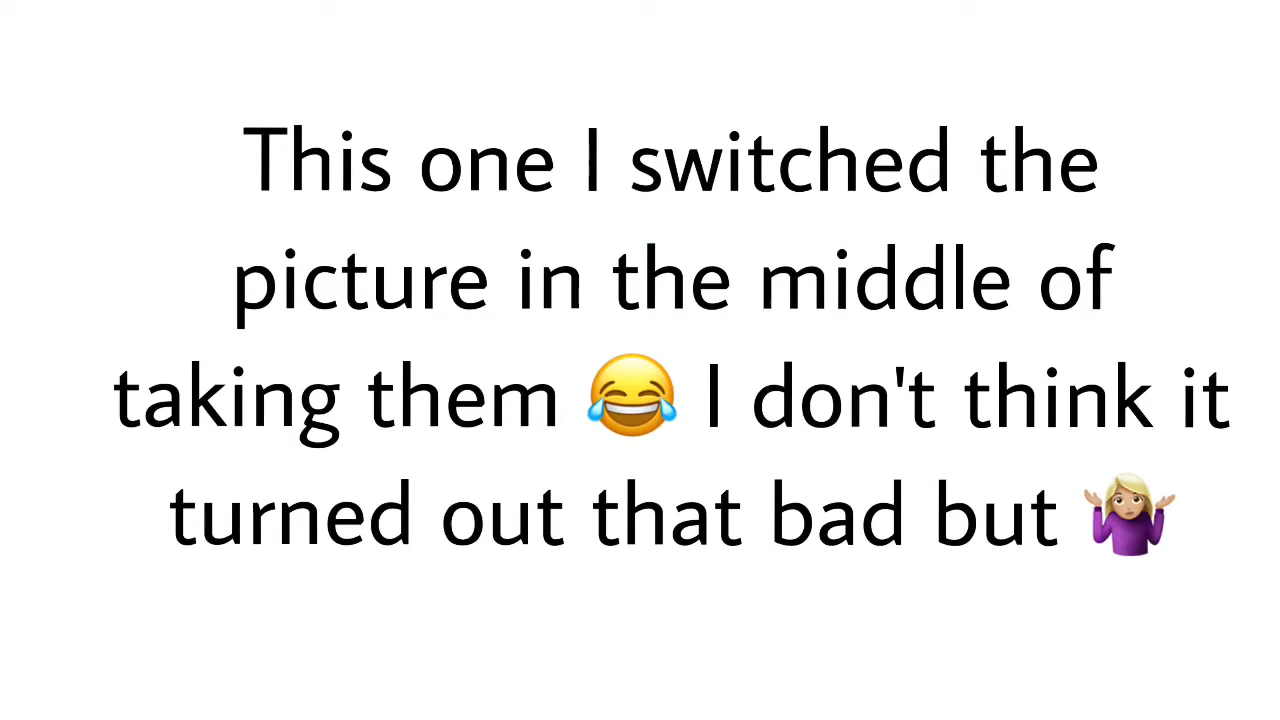 This one I switched the
picture in the middle of
taking them 😂 I don't think it
turned out that bad but 🤷🏼‍♀️